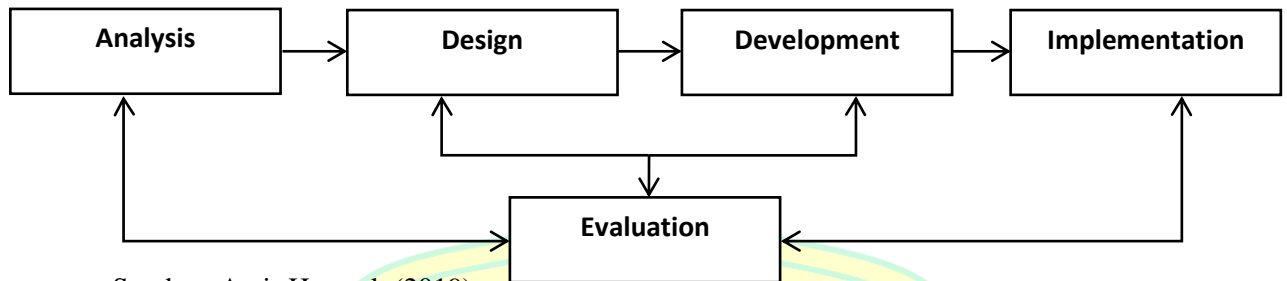 Analysis
Design
Development
Implementation
Evaluation